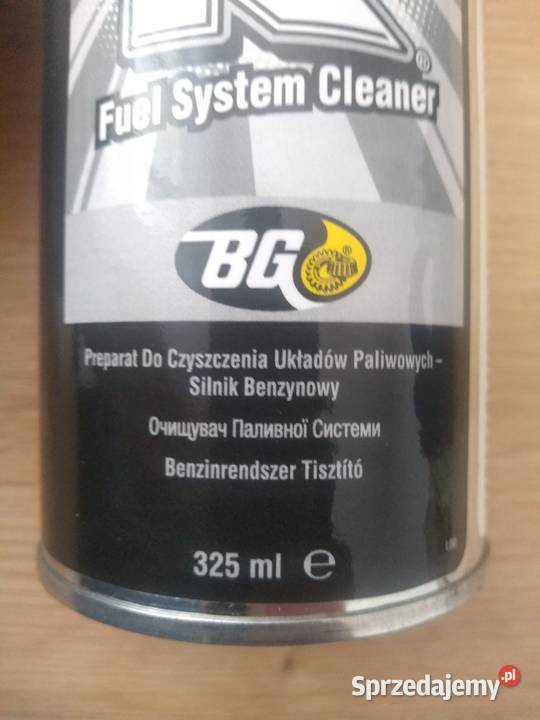 ®
Fuel System Cleaner
BG®
Preparat Do Czyszczenia Układów Paliwowych –
Silnik Benzynowy
Очищувач Паливної Системи
Benzinrendszer Tisztító
325 ml ℮
Sprzedajemy.pl